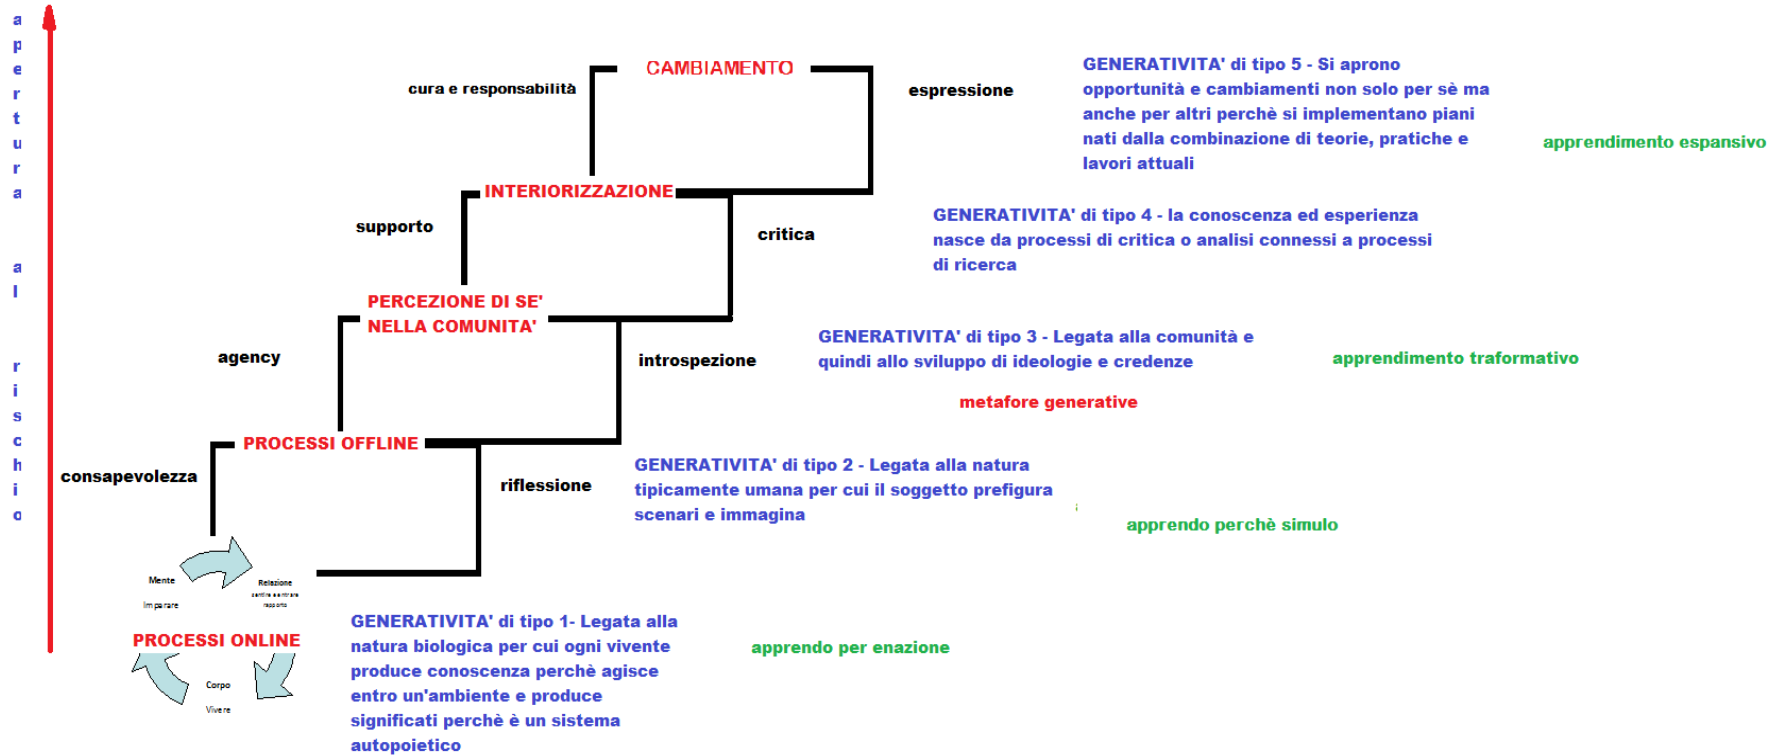 apertura al rischio
CAMBIAMENTO
cura e responsabilità
espressione
GENERATIVITA' di tipo 5 - Si aprono
opportunità e cambiamenti non solo per sè ma
anche per altri perchè si implementano piani
nati dalla combinazione di teorie, pratiche e
lavori attuali
apprendimento espansivo
INTERIORIZZAZIONE
supporto
critica
GENERATIVITA' di tipo 4 - la conoscenza ed esperienza
nasce da processi di critica o analisi connessi a processi
di ricerca
PERCEZIONE DI SE'
NELLA COMUNITA'
agency
introspezione
GENERATIVITA' di tipo 3 - Legata alla comunità e
quindi allo sviluppo di ideologie e credenze
apprendimento traformativo
metafore generative
PROCESSI OFFLINE
consapevolezza
riflessione
GENERATIVITA' di tipo 2 - Legata alla natura
tipicamente umana per cui il soggetto prefigura
scenari e immagina
apprendo perchè simulo
Mente
Imparare
Relazione
rapporto
PROCESSI ONLINE
Corpo
Vivere
GENERATIVITA' di tipo 1- Legata alla
natura biologica per cui ogni vivente
produce conoscenza perchè agisce
entro un'ambiente e produce
significati perchè è un sistema
autopoietico
apprendo per enazione